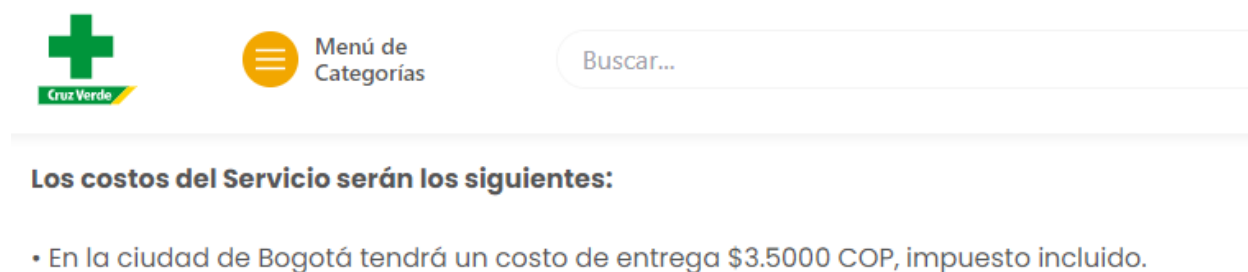 Menú de
Categorías
Buscar...
Cruz Verde
Los costos del Servicio serán los siguientes:
• En la ciudad de Bogotá tendrá un costo de entrega $3.5000 COP, impuesto incluido.